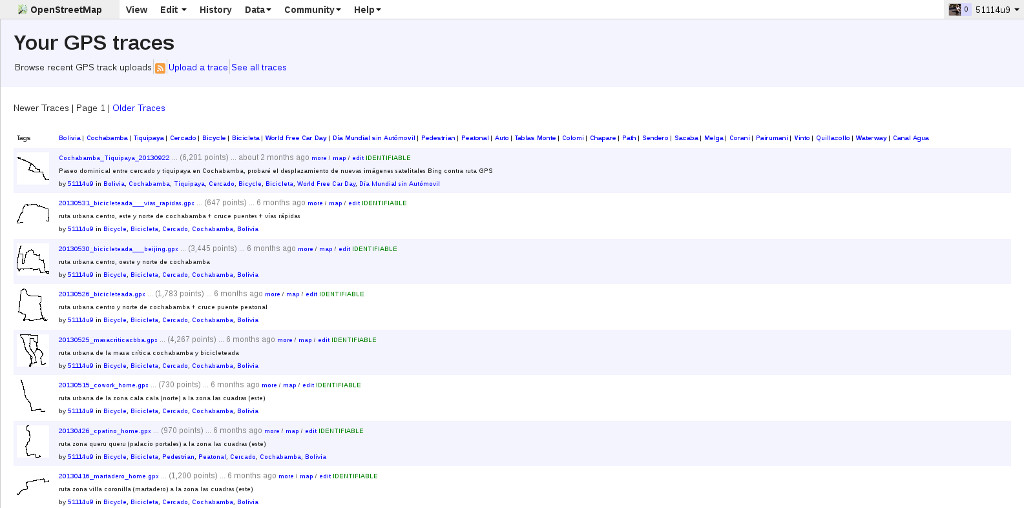 OpenStreetMap View Edit History Data Community Help 0 51114u9
Your GPS traces
Browse recent GPS track uploads | Upload a trace | See all traces
Newer Traces | Page 1 | Older Traces
Tags Bolivia | Cochabamba | Tiquipaya | Cercado | Bicycle | Bicicleta | World Free Car Day | Día Mundial sin Autómovil | Pedestrian | Peatonal | Auto | Tablas Monte | Colomi | Chapare | Path | Sendero | Sacaba | Melga | Corani | Pairumani | Vinto | Quillacollo | Waterway | Canal Agua
Cochabamba_Tiquipaya_20130922 ... (6,291 points) ... about 2 months ago more / map / edit IDENTIFIABLE
Paseo dominical entre cercado y tiquipaya en Cochabamba, probaré el desplazamiento de nuevas imágenes satelitales Bing contra ruta GPS
by 51114u9 in Bolivia, Cochabamba, Tiquipaya, Cercado, Bicycle, Bicicleta, World Free Car Day, Día Mundial sin Autómovil
20130531_bicicleteada___vias_rapidas.gpx ... (647 points) ... 6 months ago more / map / edit IDENTIFIABLE
ruta urbana centro, este y norte de cochabamba + cruce puentes + vías rápidas
by 51114u9 in Bicycle, Bicicleta, Cercado, Cochabamba, Bolivia
20130530_bicicleteada___beijing.gpx ... (3,445 points) ... 6 months ago more / map / edit IDENTIFIABLE
ruta urbana centro, oeste y norte de cochabamba
by 51114u9 in Bicycle, Bicicleta, Cercado, Cochabamba, Bolivia
20130526_bicicleteada.gpx ... (1,783 points) ... 6 months ago more / map / edit IDENTIFIABLE
ruta urbana centro y norte de cochabamba + cruce puente peatonal
by 51114u9 in Bicycle, Bicicleta, Cercado, Cochabamba, Bolivia
20130525_masacriticacbba.gpx ... (4,267 points) ... 6 months ago more / map / edit IDENTIFIABLE
ruta urbana de la masa crítica cochabamba y bicicleteada
by 51114u9 in Bicycle, Bicicleta, Cercado, Cochabamba, Bolivia
20130515_cowork_home.gpx ... (730 points) ... 6 months ago more / map / edit IDENTIFIABLE
ruta urbana de la zona cala cala (norte) a la zona las cuadras (este)
by 51114u9 in Bicycle, Bicicleta, Cercado, Cochabamba, Bolivia
20130426_cpatino_home.gpx ... (970 points) ... 6 months ago more / map / edit IDENTIFIABLE
ruta zona queru queru (palacio portales) a la zona las cuadras (este)
by 51114u9 in Bicycle, Bicicleta, Pedestrian, Peatonal, Cercado, Cochabamba, Bolivia
20130416_martadero_home.gpx ... (1,200 points) ... 6 months ago more / map / edit IDENTIFIABLE
ruta zona villa coronilla (martadero) a la zona las cuadras (este)
by 51114u9 in Bicycle, Bicicleta, Cercado, Cochabamba, Bolivia